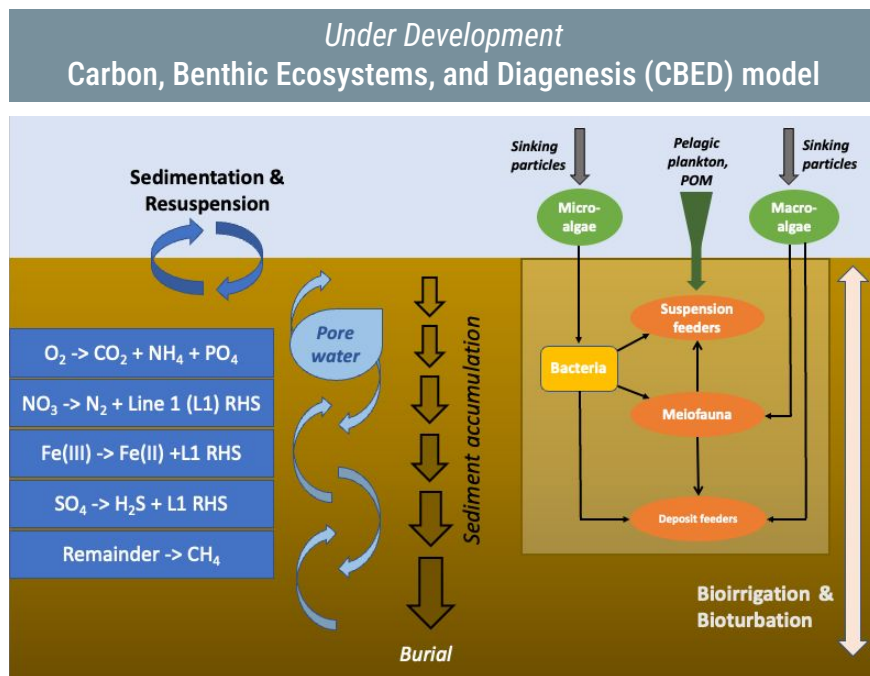 Under Development
Carbon, Benthic Ecosystems, and Diagenesis (CBED) model
Sedimentation &
Resuspension
O₂ -> CO₂ + NH₄ + PO₄
NO₃ -> N₂ + Line 1 (L1) RHS
Fe(III) -> Fe(II) +L1 RHS
SO₄ -> H₂S + L1 RHS
Remainder -> CH₄
Pore
water
Sediment accumulation
Burial
Sinking
particles
Pelagic
plankton,
POM
Sinking
particles
Micro-
algae
Macro-
algae
Suspension
feeders
Bacteria
Meiofauna
Deposit feeders
Bioirrigation &
Bioturbation